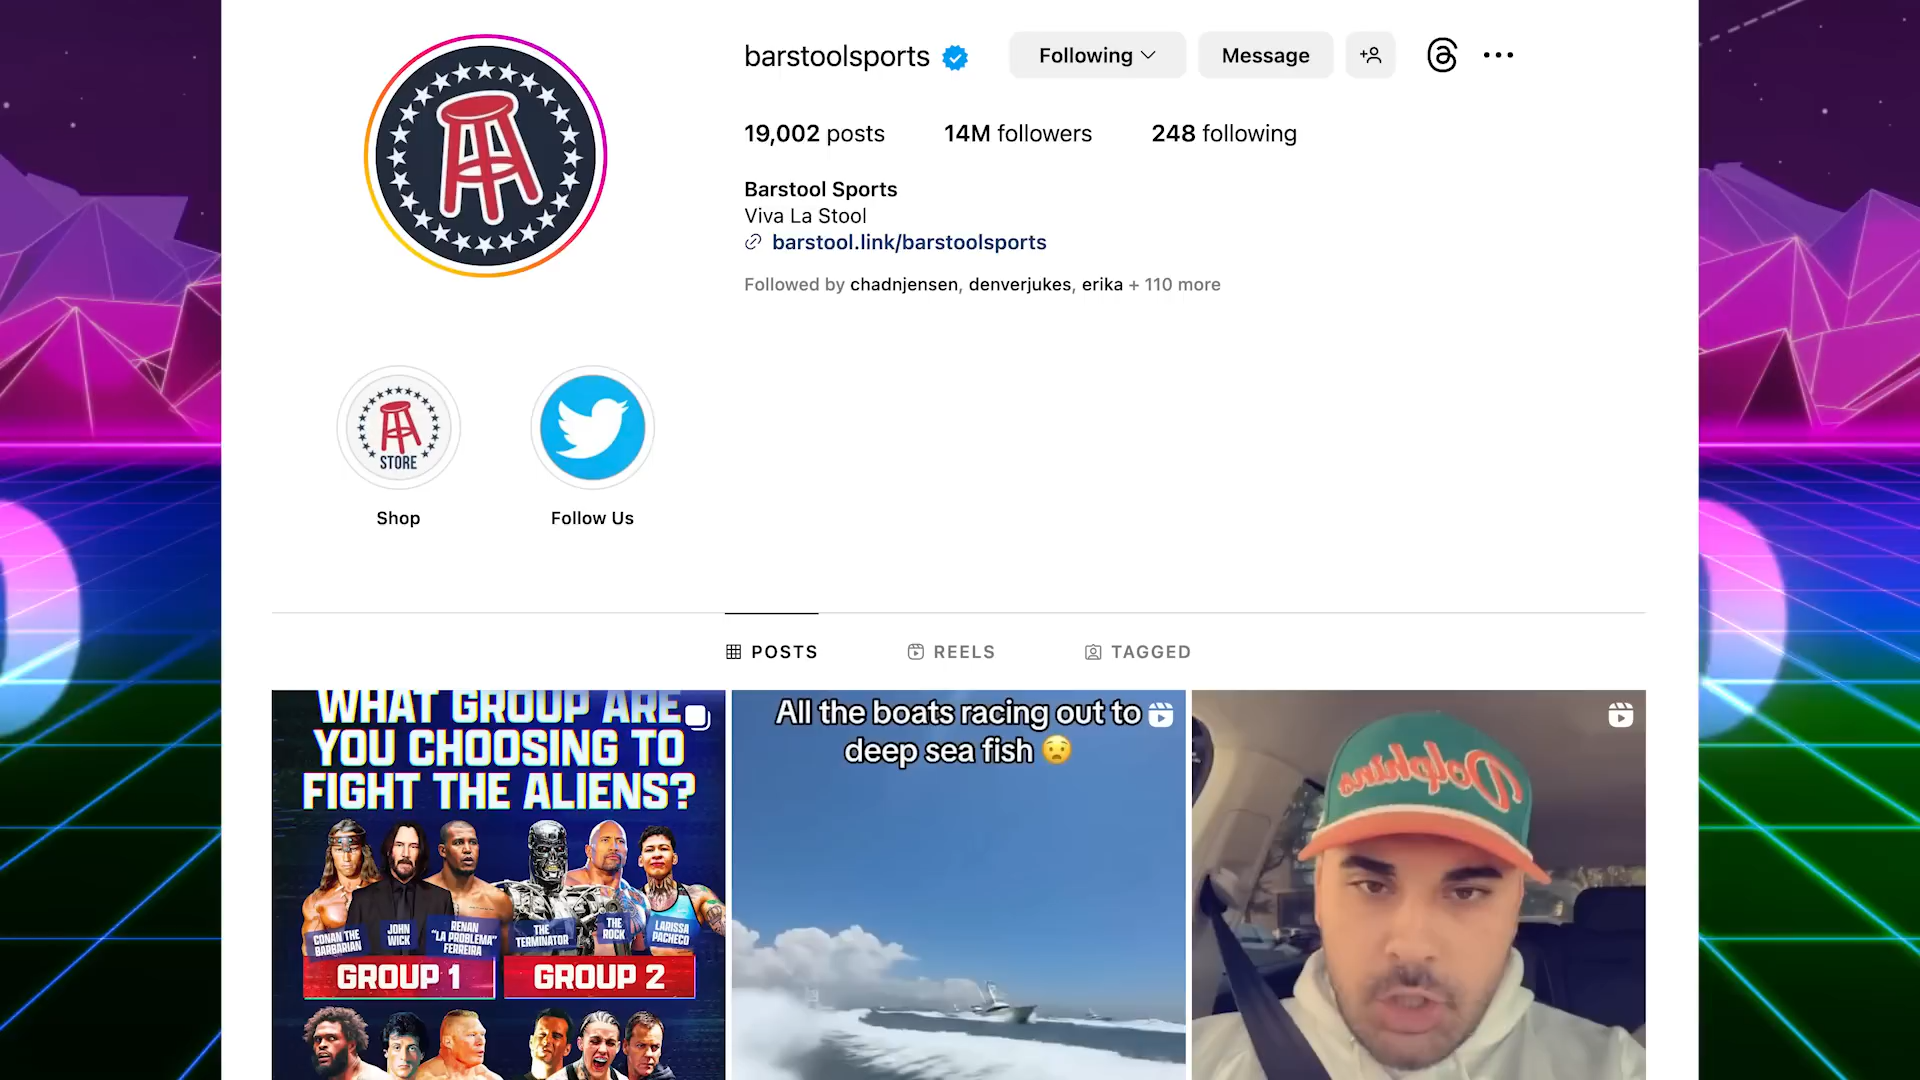 barstoolsports
Following
Message
19,002 posts
14M followers
248 following
Barstool Sports
Viva La Stool
barstool.link/barstoolsports
Followed by chadnjensen, denverjukes, erika + 110 more
STORE
Shop
Follow Us
POSTS
REELS
TAGGED
WHAT GROUP ARE
YOU CHOOSING TO
FIGHT THE ALIENS?
CONAN THE
BARBARIAN
JOHN
WICK
RENAN
"LA PROBLEMA"
FERREIRA
THE
TERMINATOR
THE
ROCK
LARISSA
PACHECO
GROUP 1
GROUP 2
All the boats racing out to
deep sea fish 😟
Dolphins